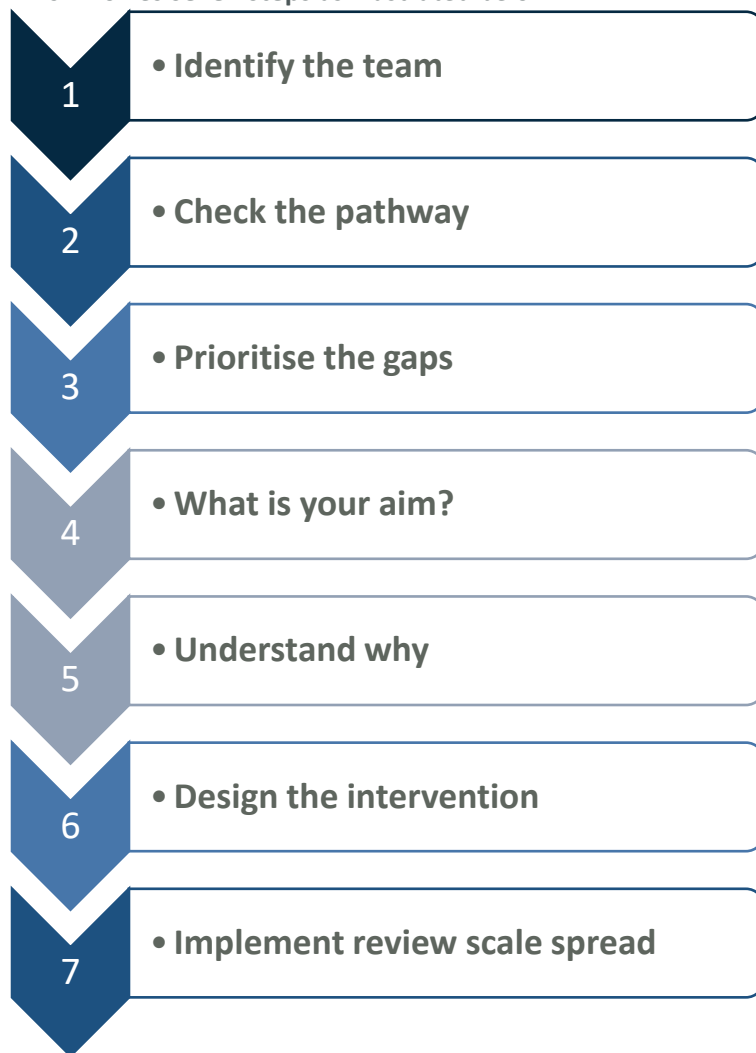 1
• Identify the team
2
• Check the pathway
3
• Prioritise the gaps
4
• What is your aim?
5
• Understand why
6
• Design the intervention
7
• Implement review scale spread